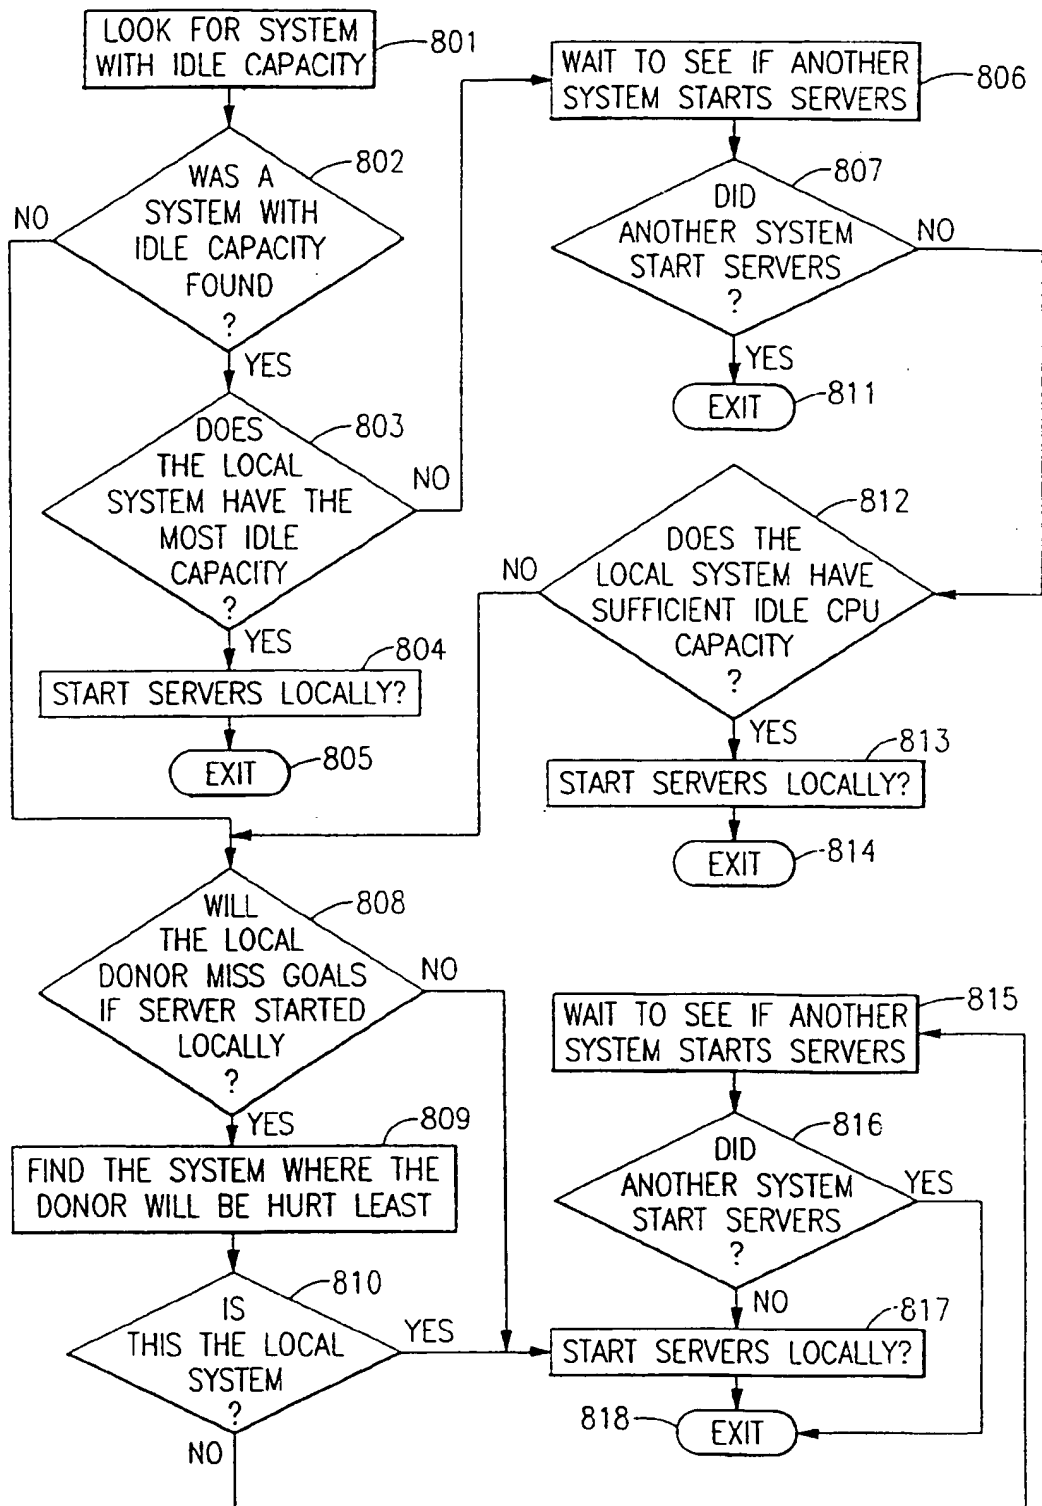 LOOK FOR SYSTEM
WITH IDLE CAPACITY
801
WAS A
SYSTEM WITH
IDLE CAPACITY
FOUND
?
802
NO
YES
DOES
THE LOCAL
SYSTEM HAVE THE
MOST IDLE
CAPACITY
?
803
NO
YES
804
START SERVERS LOCALLY?
EXIT
805
WAIT TO SEE IF ANOTHER
SYSTEM STARTS SERVERS
806
807
DID
ANOTHER SYSTEM
START SERVERS
?
NO
YES
EXIT
811
812
DOES THE
LOCAL SYSTEM HAVE
SUFFICIENT IDLE CPU
CAPACITY
?
NO
YES
813
START SERVERS LOCALLY?
EXIT
814
WILL
THE LOCAL
DONOR MISS GOALS
IF SERVER STARTED
LOCALLY
?
808
NO
YES
809
FIND THE SYSTEM WHERE THE
DONOR WILL BE HURT LEAST
810
IS
THIS THE LOCAL
SYSTEM
?
YES
NO
815
WAIT TO SEE IF ANOTHER
SYSTEM STARTS SERVERS
816
DID
ANOTHER SYSTEM
START SERVERS
?
YES
NO
817
START SERVERS LOCALLY?
818
EXIT